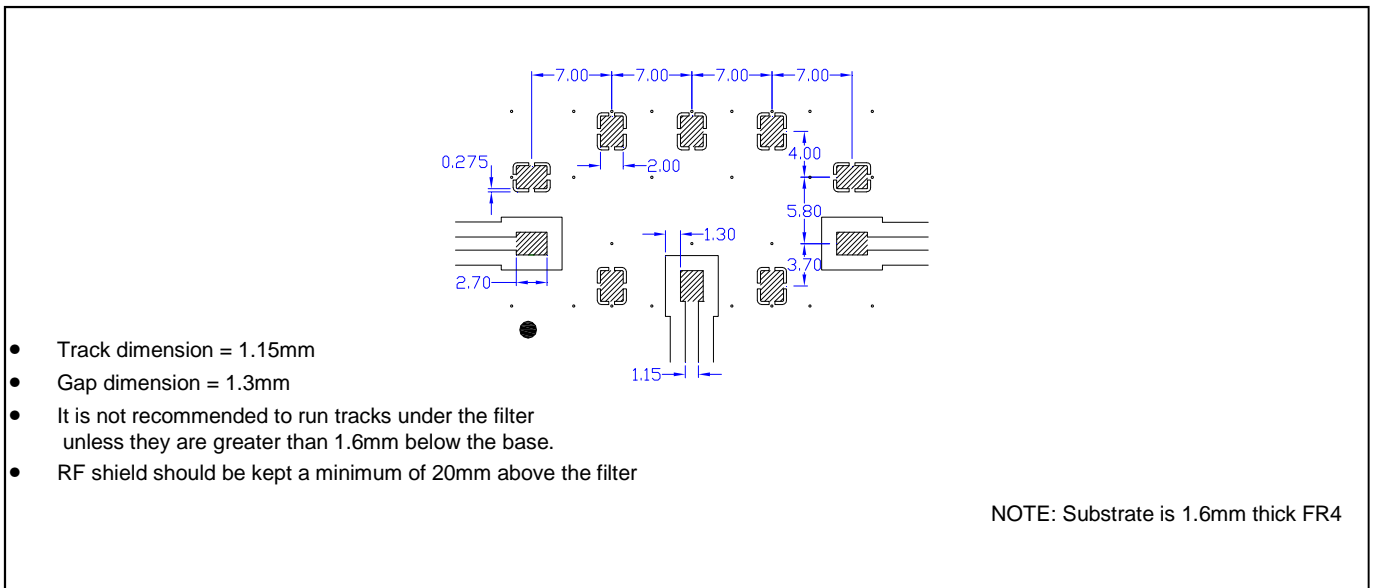 7.00 7.00 7.00 7.00
4.00
0.275
2.00
5.80
1.30
3.70
2.70
1.15
• Track dimension = 1.15mm
• Gap dimension = 1.3mm
• It is not recommended to run tracks under the filter
unless they are greater than 1.6mm below the base.
• RF shield should be kept a minimum of 20mm above the filter
NOTE: Substrate is 1.6mm thick FR4